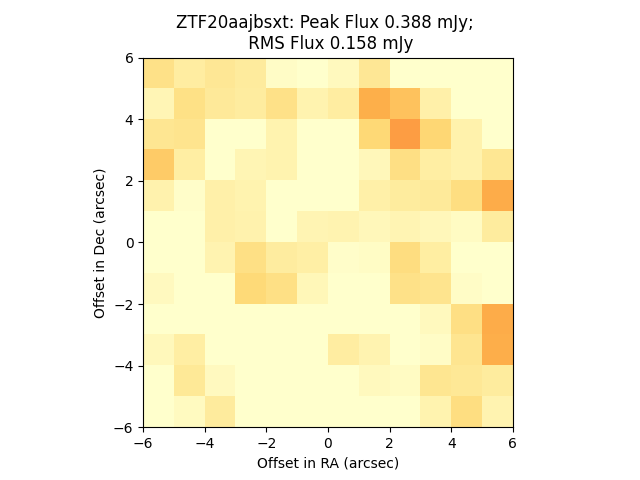 ZTF20aajbsxt: Peak Flux 0.388 mJy;
RMS Flux 0.158 mJy
6
4
2
0
−2
−4
−6
Offset in Dec (arcsec)
−6 −4 −2 0 2 4 6
Offset in RA (arcsec)